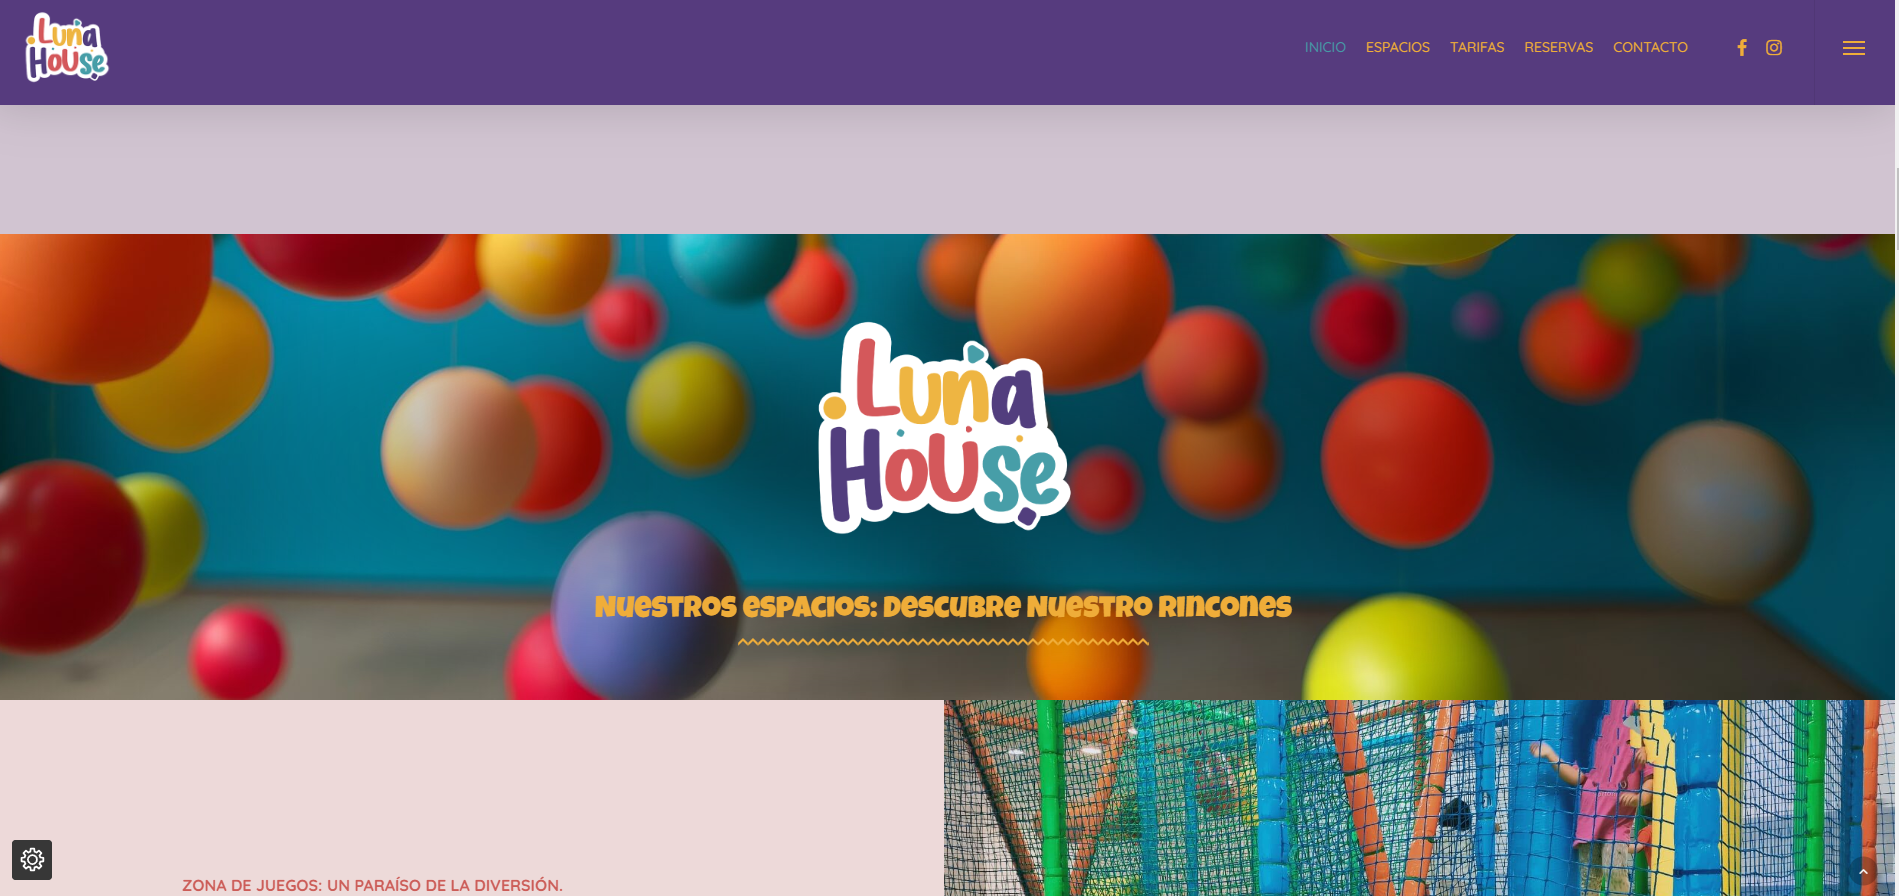 Luna
House
INICIO ESPACIOS TARIFAS RESERVAS CONTACTO
Luna
House
Nuestros espacios: Descubre Nuestro Rincones
ZONA DE JUEGOS: UN PARAÍSO DE LA DIVERSIÓN.